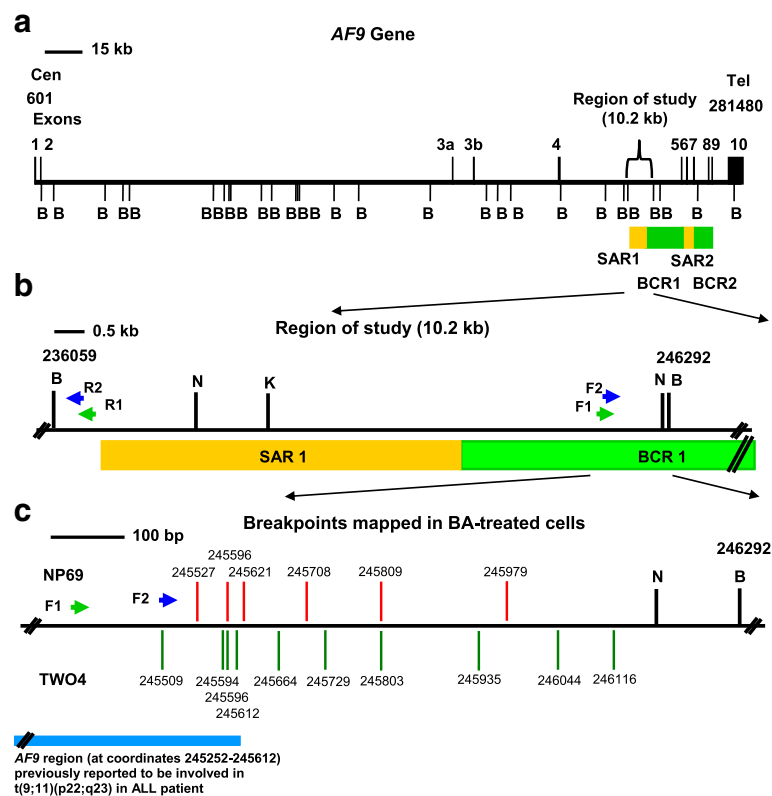 a
AF9 Gene
15 kb
Cen
601
Exons
Tel
281480
Region of study
(10.2 kb)
1 2 3a 3b 4 5 6 7 8 9 10
B B B B B B B B B B B B B B B B B B B B B B B B B B B B
SAR1 SAR2
BCR1 BCR2
b
0.5 kb
Region of study (10.2 kb)
236059
246292
B R2 N K F2 N B
R1 F1
SAR 1 BCR 1
c
Breakpoints mapped in BA-treated cells
100 bp
246292
245596
NP69 245527 245621 245708 245809 245979 N B
F1 F2
TWO4 245509 245594 245664 245729 245803 245935 246044 246116
245596
245612
AF9 region (at coordinates 245252-245612)
previously reported to be involved in
t(9;11)(p22;q23) in ALL patient